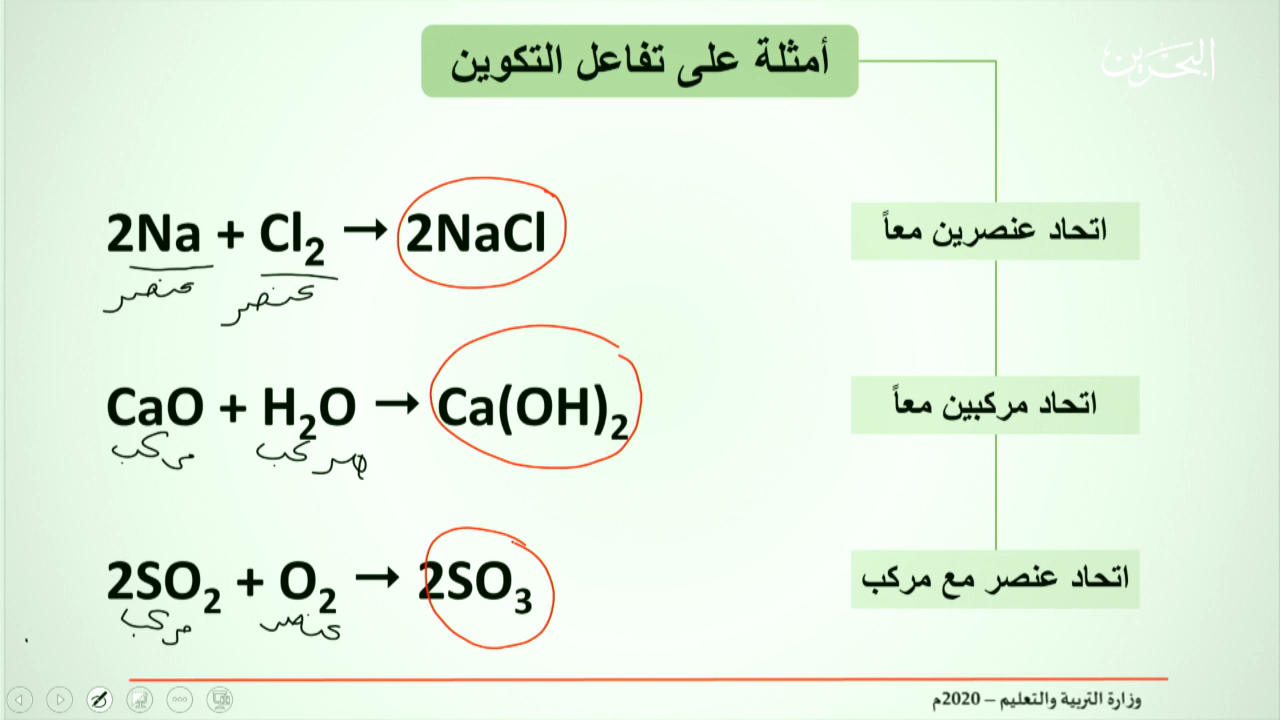 البحرين
أمثلة على تفاعل التكوين
اتحاد عنصرين معاً
2Na + Cl₂ → 2NaCl
عنصر عنصر
اتحاد مركبين معاً
CaO + H₂O → Ca(OH)₂
مركب مركب
اتحاد عنصر مع مركب
2SO₂ + O₂ → 2SO₃
مركب عنصر
وزارة التربية والتعليم – 2020م